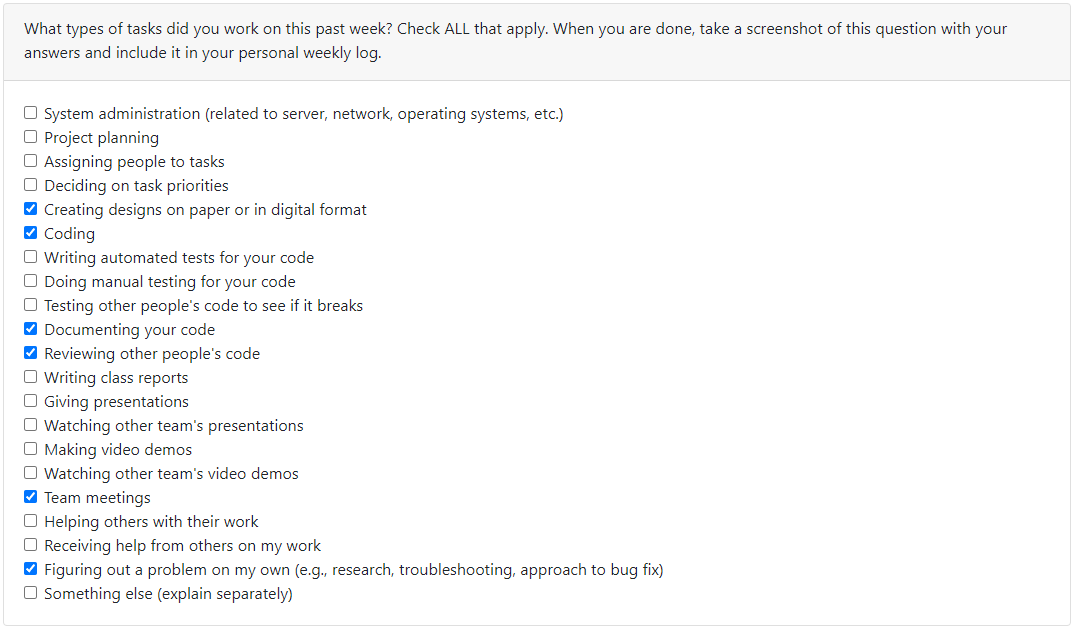 What types of tasks did you work on this past week? Check ALL that apply. When you are done, take a screenshot of this question with your
answers and include it in your personal weekly log.
System administration (related to server, network, operating systems, etc.)
Project planning
Assigning people to tasks
Deciding on task priorities
Creating designs on paper or in digital format
Coding
Writing automated tests for your code
Doing manual testing for your code
Testing other people's code to see if it breaks
Documenting your code
Reviewing other people's code
Writing class reports
Giving presentations
Watching other team's presentations
Making video demos
Watching other team's video demos
Team meetings
Helping others with their work
Receiving help from others on my work
Figuring out a problem on my own (e.g., research, troubleshooting, approach to bug fix)
Something else (explain separately)